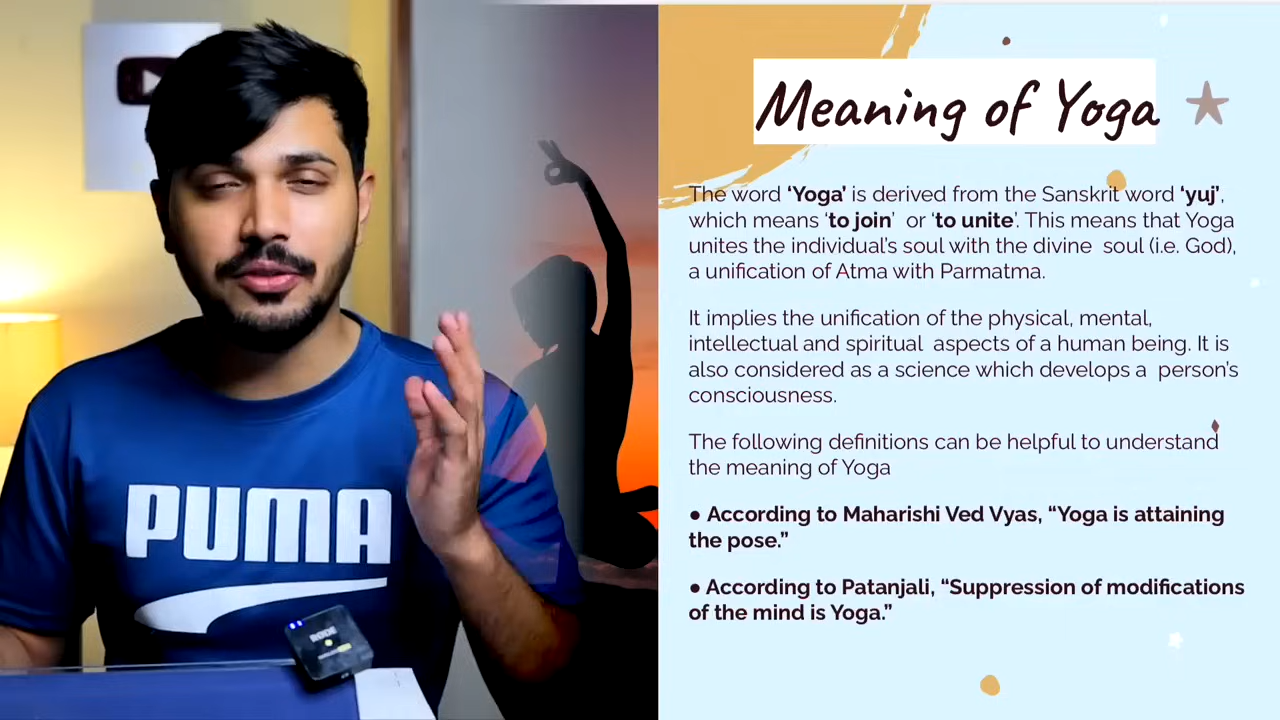 Meaning of Yoga
The word ‘Yoga’ is derived from the Sanskrit word ‘yuj’,
which means ‘to join’ or ‘to unite’. This means that Yoga
unites the individual’s soul with the divine soul (i.e. God),
a unification of Atma with Parmatma.
It implies the unification of the physical, mental,
intellectual and spiritual aspects of a human being. It is
also considered as a science which develops a person’s
consciousness.
The following definitions can be helpful to understand
the meaning of Yoga
● According to Maharishi Ved Vyas, “Yoga is attaining
the pose.”
● According to Patanjali, “Suppression of modifications
of the mind is Yoga.”
PUMA
RODE